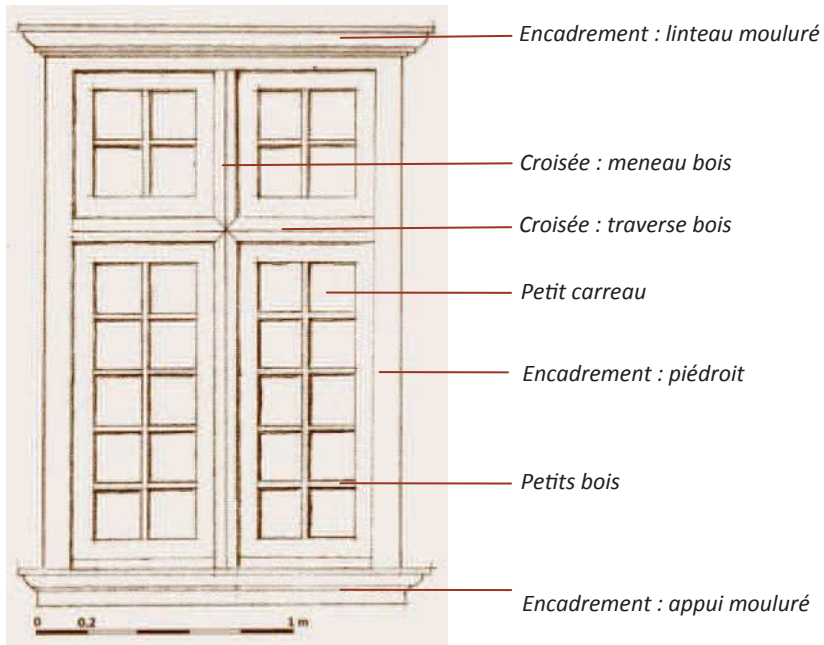 Encadrement : linteau mouluré
Croisée : meneau bois
Croisée : traverse bois
Petit carreau
Encadrement : piédroit
Petits bois
Encadrement : appui mouluré
0 0,2 1 m